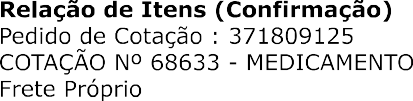 Relação de Itens (Confirmação)
Pedido de Cotação : 371809125
COTAÇÃO Nº 68633 - MEDICAMENTO
Frete Próprio